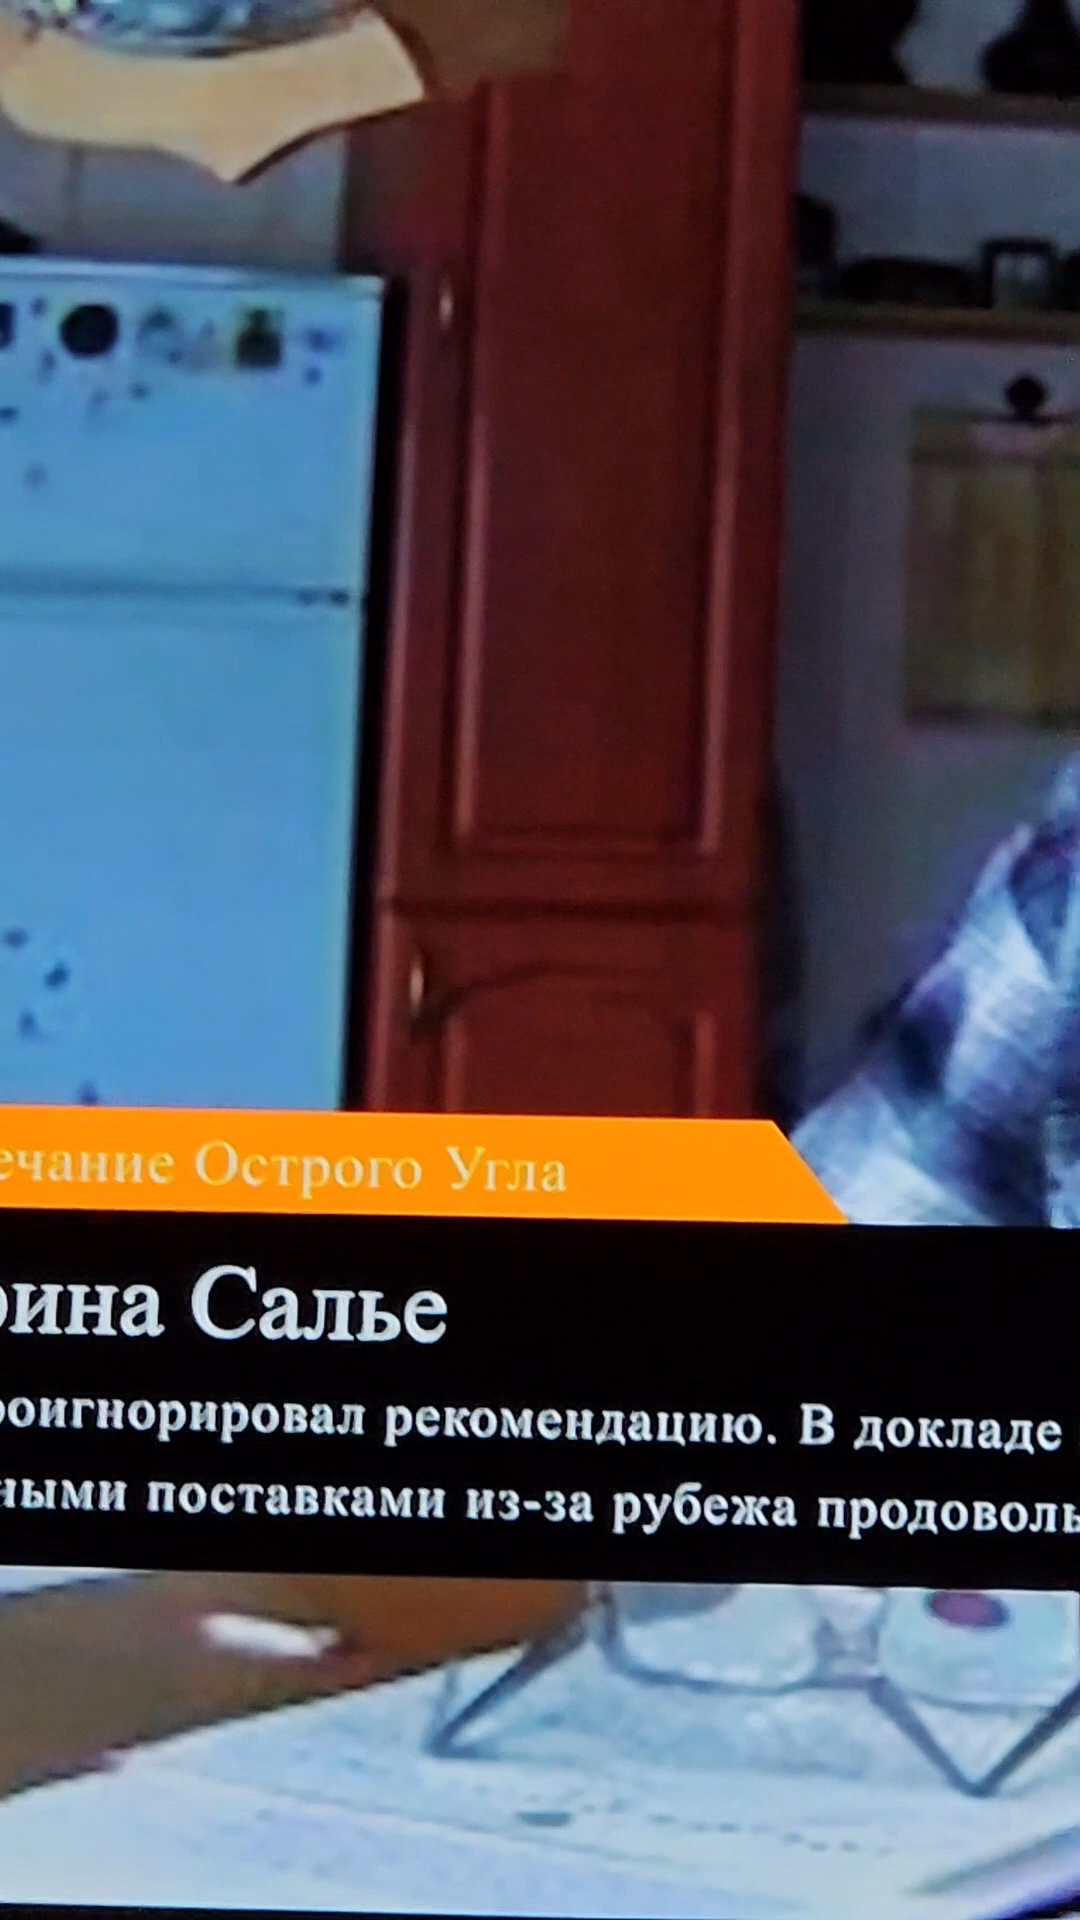 ечание Острого Угла
рина Салье
роигнорировал рекомендацию. В докладе
ными поставками из-за рубежа продоволь